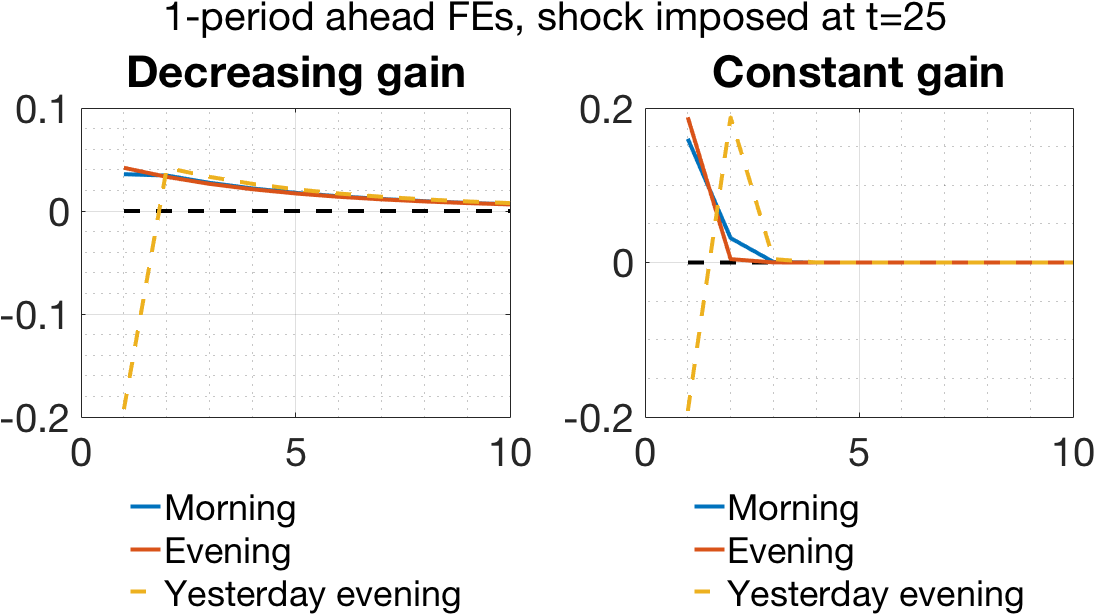 1-period ahead FEs, shock imposed at t=25
Decreasing gain
0.1
0
-0.1
-0.2
0 5 10
Morning
Evening
Yesterday evening
Constant gain
0.2
0
-0.2
0 5 10
Morning
Evening
Yesterday evening